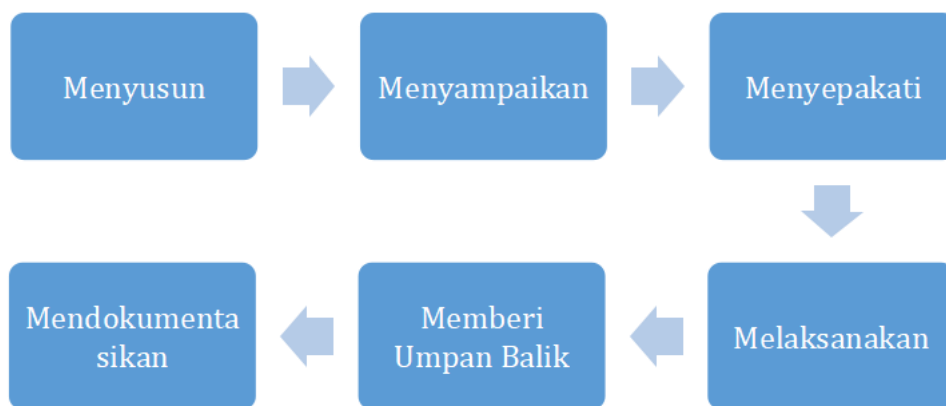 Menyusun
Menyampaikan
Menyepakati
Melaksanakan
Memberi
Umpan Balik
Mendokumenta
sikan